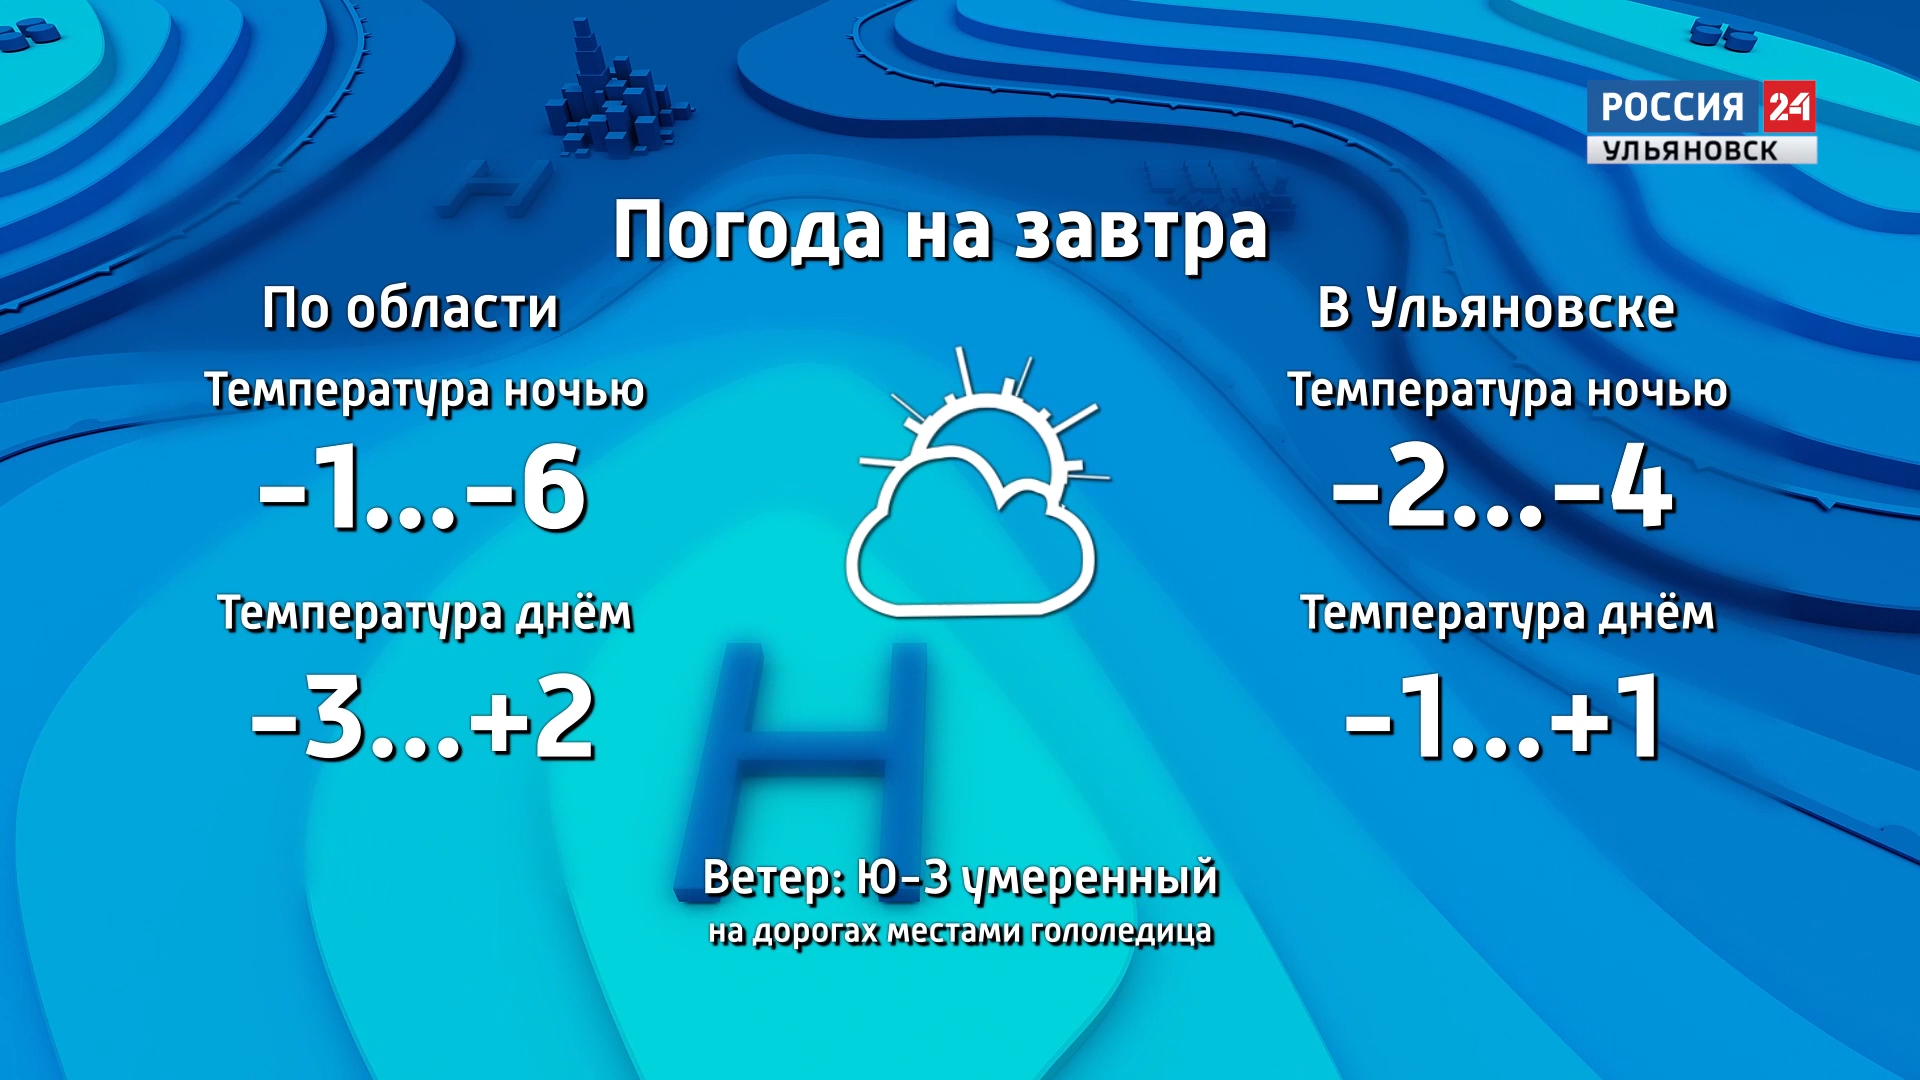 РОССИЯ 24
УЛЬЯНОВСК
Погода на завтра
По области
Температура ночью
-1...-6
Температура днём
-3...+2
В Ульяновске
Температура ночью
-2...-4
Температура днём
-1...+1
Н
Ветер: Ю-З умеренный
на дорогах местами гололедица